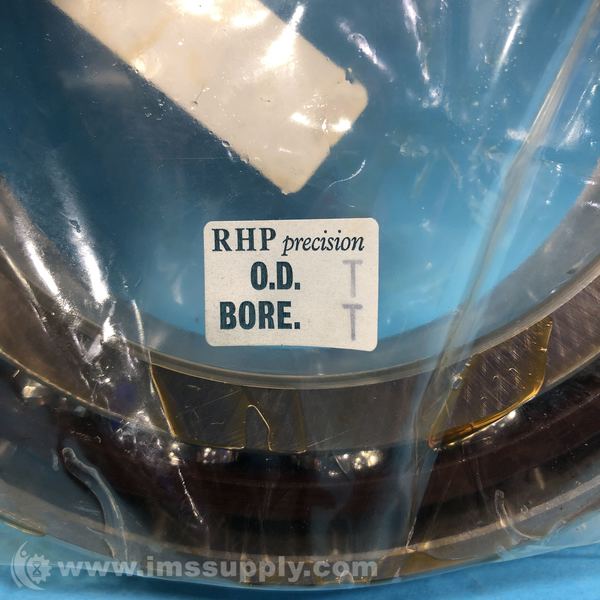 RHP precision
O.D. T
BORE. T
www.imssupply.com